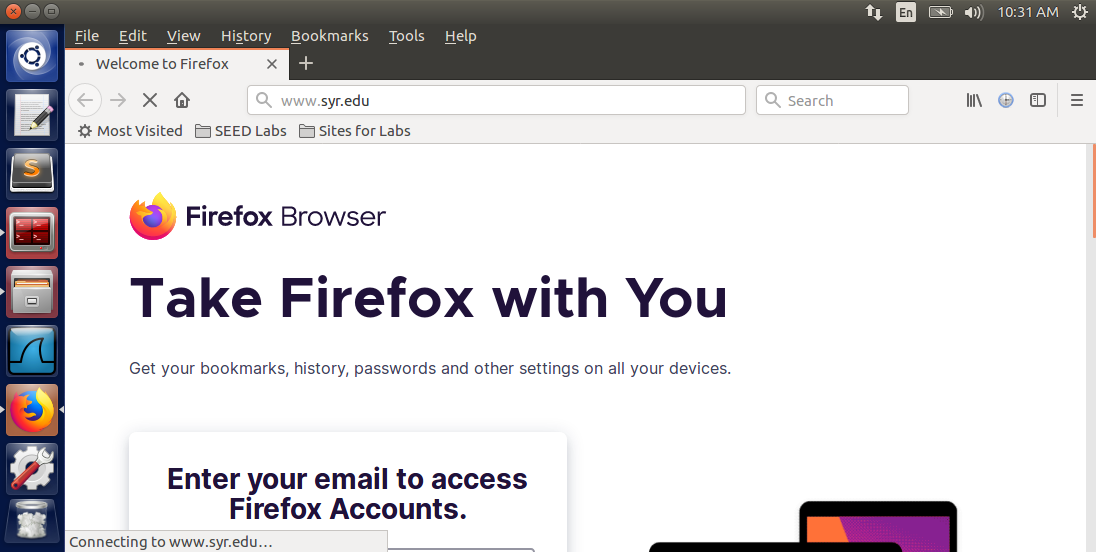 En 10:31 AM
File Edit View History Bookmarks Tools Help
Welcome to Firefox
www.syr.edu Search
Most Visited SEED Labs Sites for Labs
Firefox Browser
Take Firefox with You
Get your bookmarks, history, passwords and other settings on all your devices.
Enter your email to access
Firefox Accounts.
Connecting to www.syr.edu…